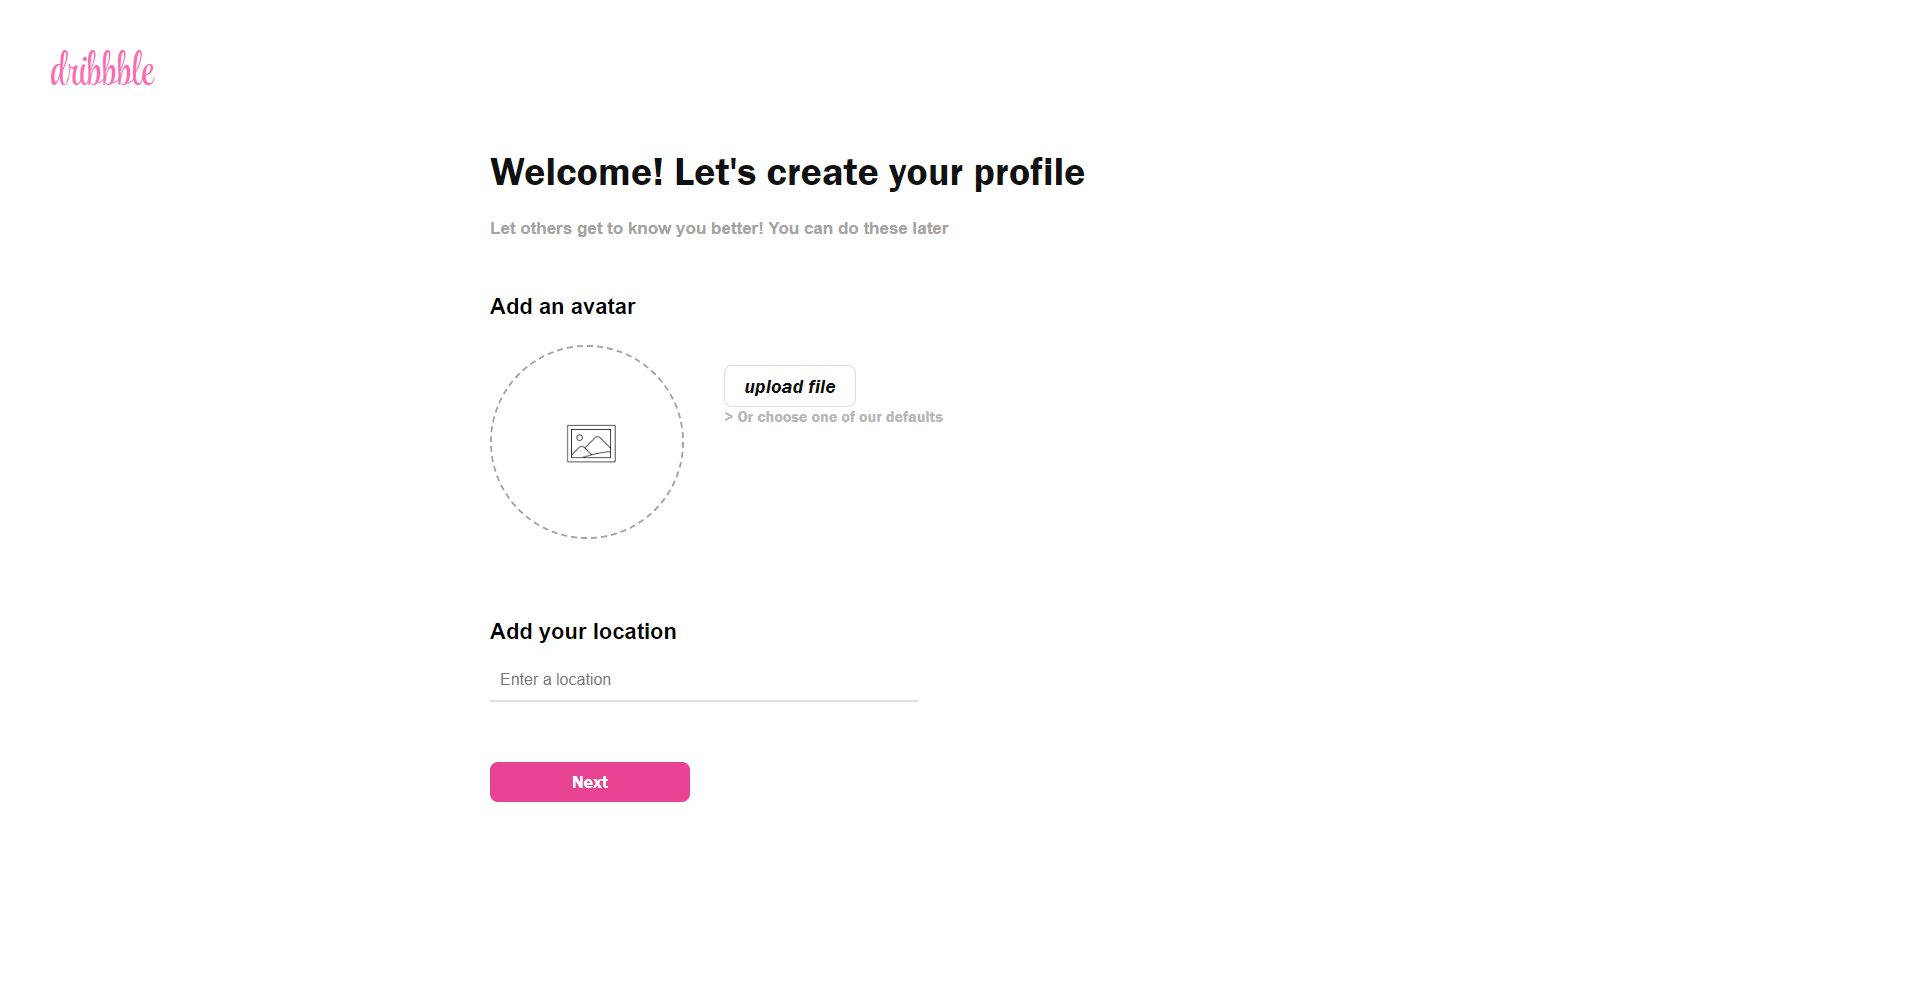 dribbble
Welcome! Let's create your profile
Let others get to know you better! You can do these later
Add an avatar
upload file
> Or choose one of our defaults
Add your location
Enter a location
Next